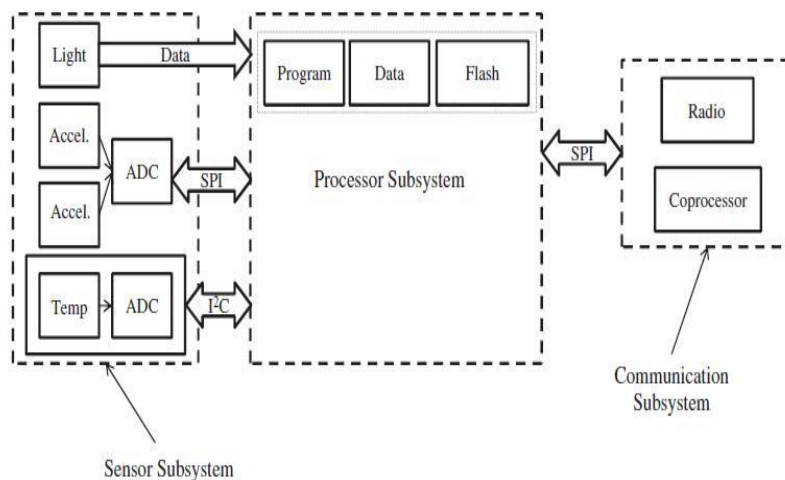 Light
Data
Program
Data
Flash
Accel.
ADC
SPI
Accel.
Processor Subsystem
SPI
Radio
Coprocessor
Temp
ADC
I²C
Communication
Subsystem
Sensor Subsystem